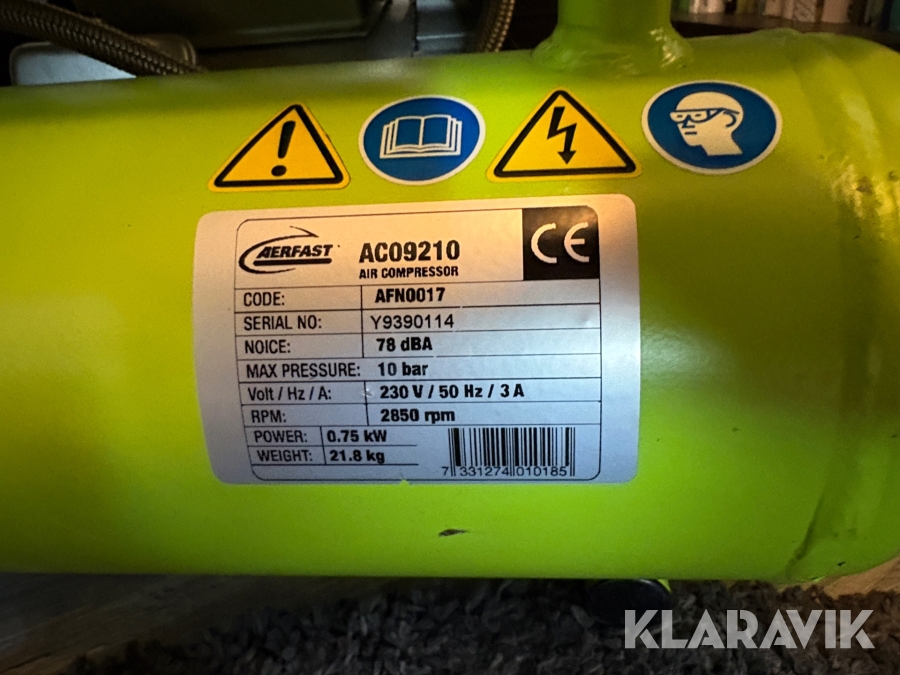 AERFAST
AC09210
AIR COMPRESSOR
CE
CODE: AFN0017
SERIAL NO: Y9390114
NOICE: 78 dBA
MAX PRESSURE: 10 bar
Volt / Hz / A: 230 V / 50 Hz / 3 A
RPM: 2850 rpm
POWER: 0.75 kW
WEIGHT: 21.8 kg
7 331274 010185
KLARAVIK